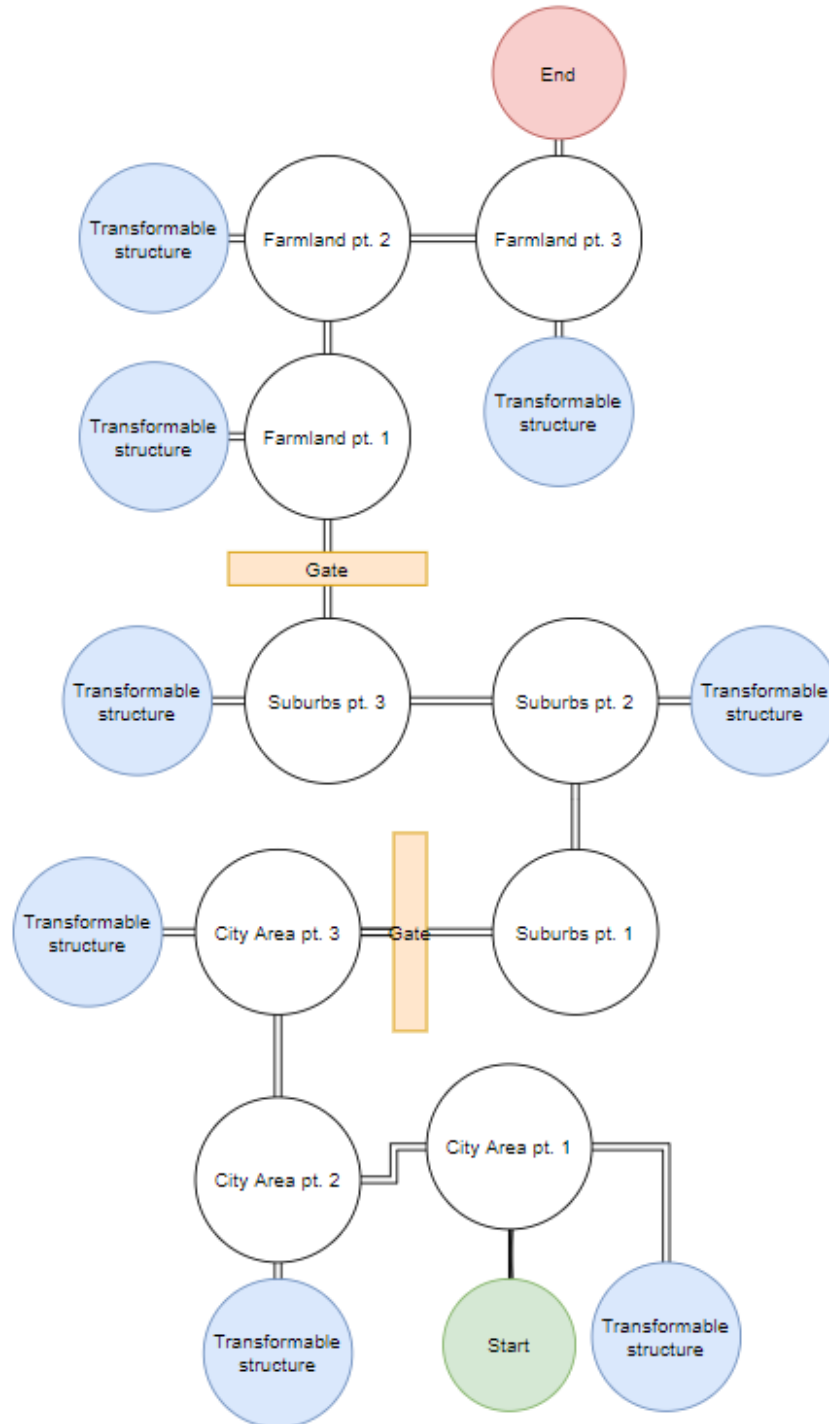 End
Transformable
structure
Farmland pt. 2
Farmland pt. 3
Transformable
structure
Farmland pt. 1
Transformable
structure
Gate
Transformable
structure
Suburbs pt. 3
Suburbs pt. 2
Transformable
structure
Transformable
structure
City Area pt. 3
Gate
Suburbs pt. 1
City Area pt. 1
City Area pt. 2
Transformable
structure
Start
Transformable
structure